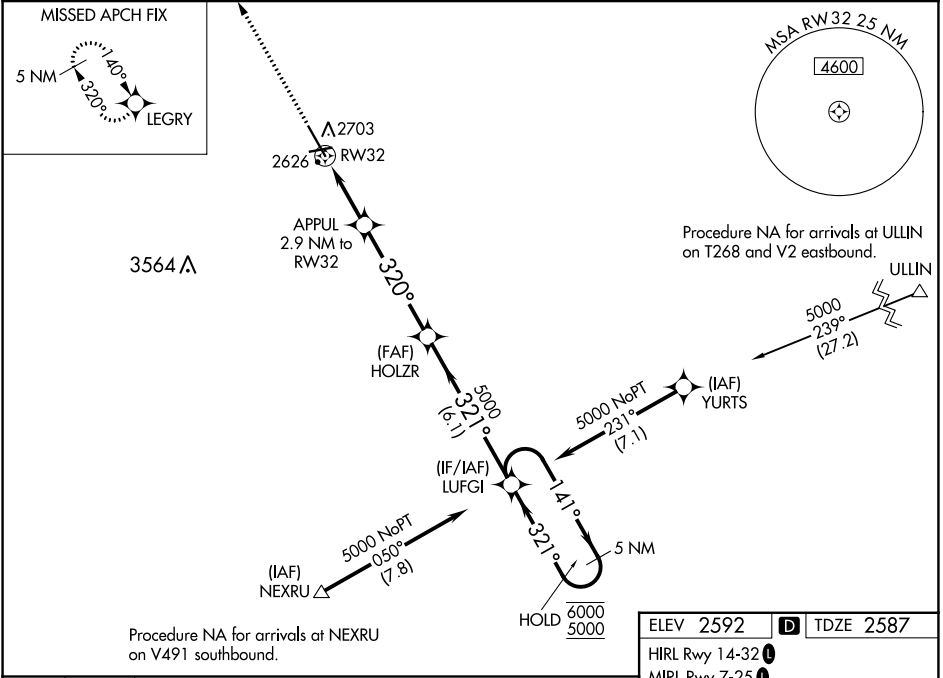 MISSED APCH FIX
5 NM
140°
320°
LEGRY
MSA RW32 25 NM
4600
2703
2626
RW32
APPUL
2.9 NM to
RW32
3564
320°
Procedure NA for arrivals at ULLIN
on T268 and V2 eastbound.
ULLIN
5000
239°
(27.2)
(FAF)
HOLZR
5000
321°
(6.1)
(IAF)
YURTS
5000 NoPT
231°
(7.1)
(IF/IAF)
LUFGI
141°
321°
5 NM
5000 NoPT
050°
(7.8)
(IAF)
NEXRU
HOLD
6000
5000
Procedure NA for arrivals at NEXRU
on V491 southbound.
ELEV 2592 D TDZE 2587
HIRL Rwy 14-32 L
MIRL Rwy 7-25 L